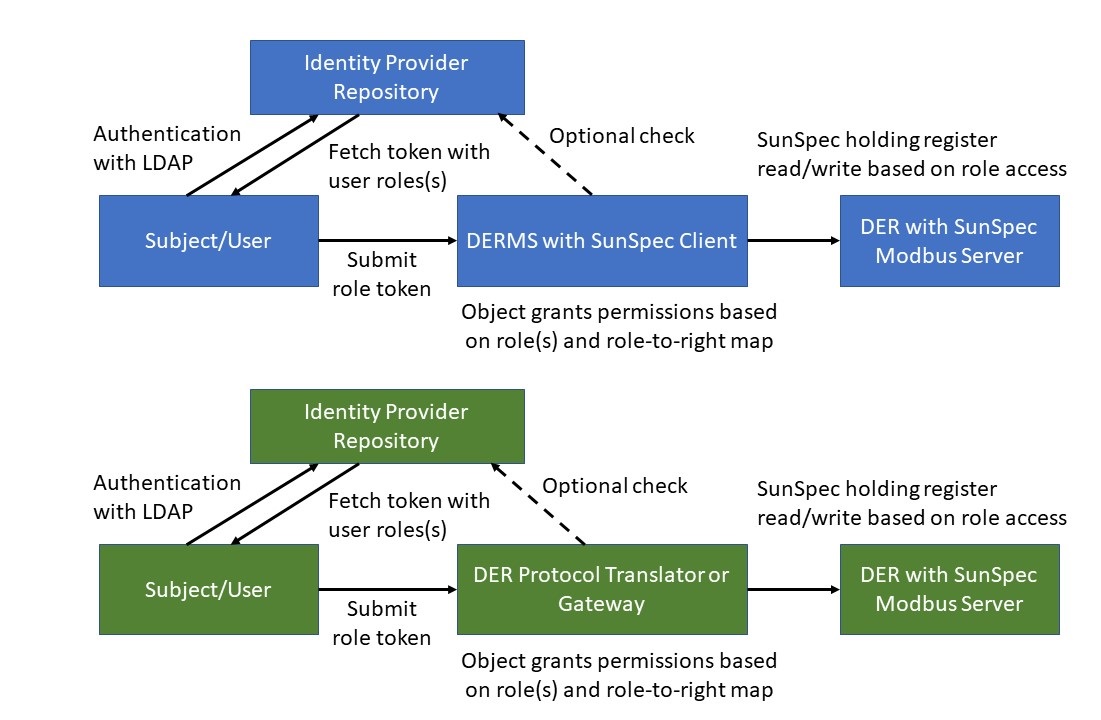 Identity Provider
Repository
Authentication
with LDAP
Fetch token with
user roles(s)
Optional check
SunSpec holding register
read/write based on role access
Subject/User
Submit
role token
DERMS with SunSpec Client
DER with SunSpec
Modbus Server
Object grants permissions based
on role(s) and role-to-right map
Identity Provider
Repository
Authentication
with LDAP
Fetch token with
user roles(s)
Optional check
SunSpec holding register
read/write based on role access
Subject/User
Submit
role token
DER Protocol Translator or
Gateway
DER with SunSpec
Modbus Server
Object grants permissions based
on role(s) and role-to-right map